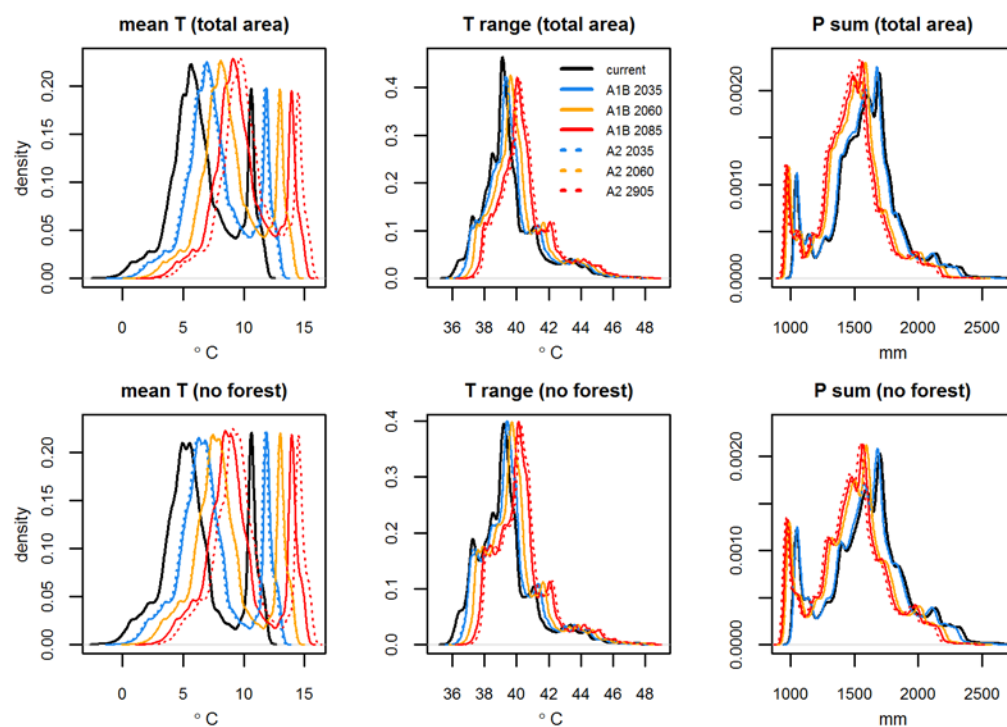 mean T (total area)
T range (total area)
P sum (total area)
density
0.00 0.05 0.10 0.15 0.20
0 5 10 15
° C
0.0 0.1 0.2 0.3 0.4
36 38 40 42 44 46 48
° C
current
A1B 2035
A1B 2060
A1B 2085
A2 2035
A2 2060
A2 2905
0.0000 0.0010 0.0020
1000 1500 2000 2500
mm
mean T (no forest)
T range (no forest)
P sum (no forest)
density
0.00 0.05 0.10 0.15 0.20
0 5 10 15
° C
0.0 0.1 0.2 0.3 0.4
36 38 40 42 44 46 48
° C
0.0000 0.0010 0.0020
1000 1500 2000 2500
mm